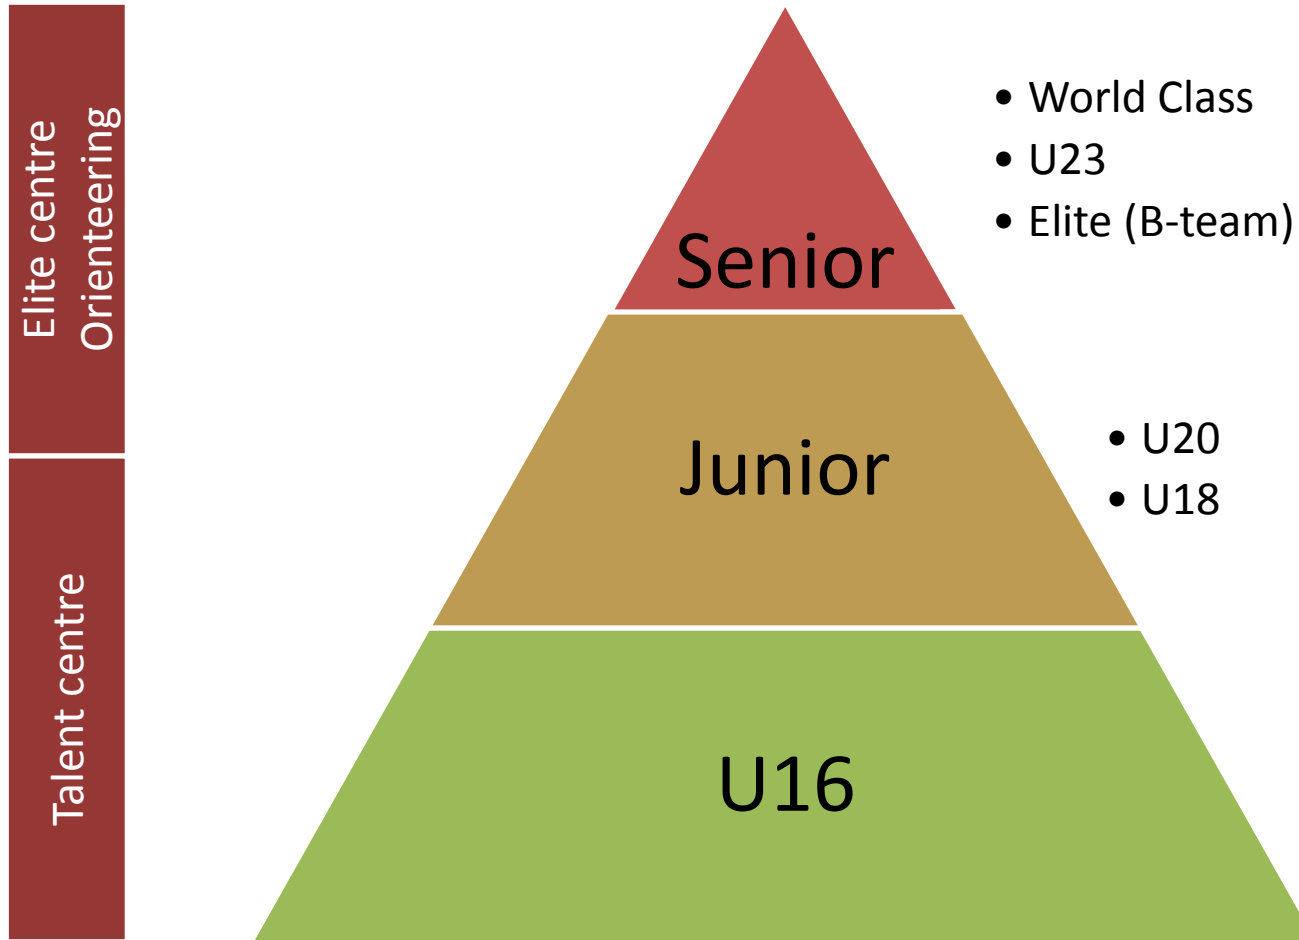 Elite centre
Orienteering
Talent centre
Senior
• World Class
• U23
• Elite (B-team)
Junior
• U20
• U18
U16